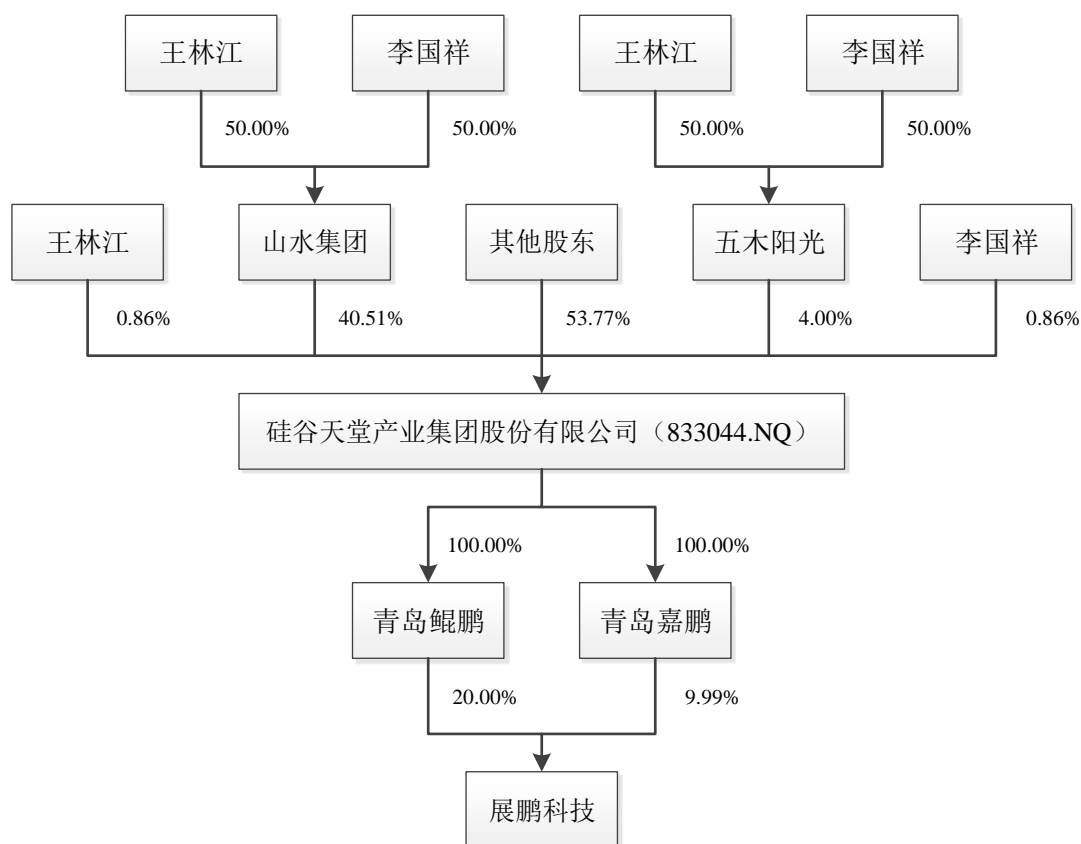 王林江
李国祥
王林江
李国祥
50.00%
50.00%
50.00%
50.00%
王林江
山水集团
其他股东
五木阳光
李国祥
0.86%
40.51%
53.77%
4.00%
0.86%
硅谷天堂产业集团股份有限公司（833044.NQ）
100.00%
100.00%
青岛鲲鹏
青岛嘉鹏
20.00%
9.99%
展鹏科技